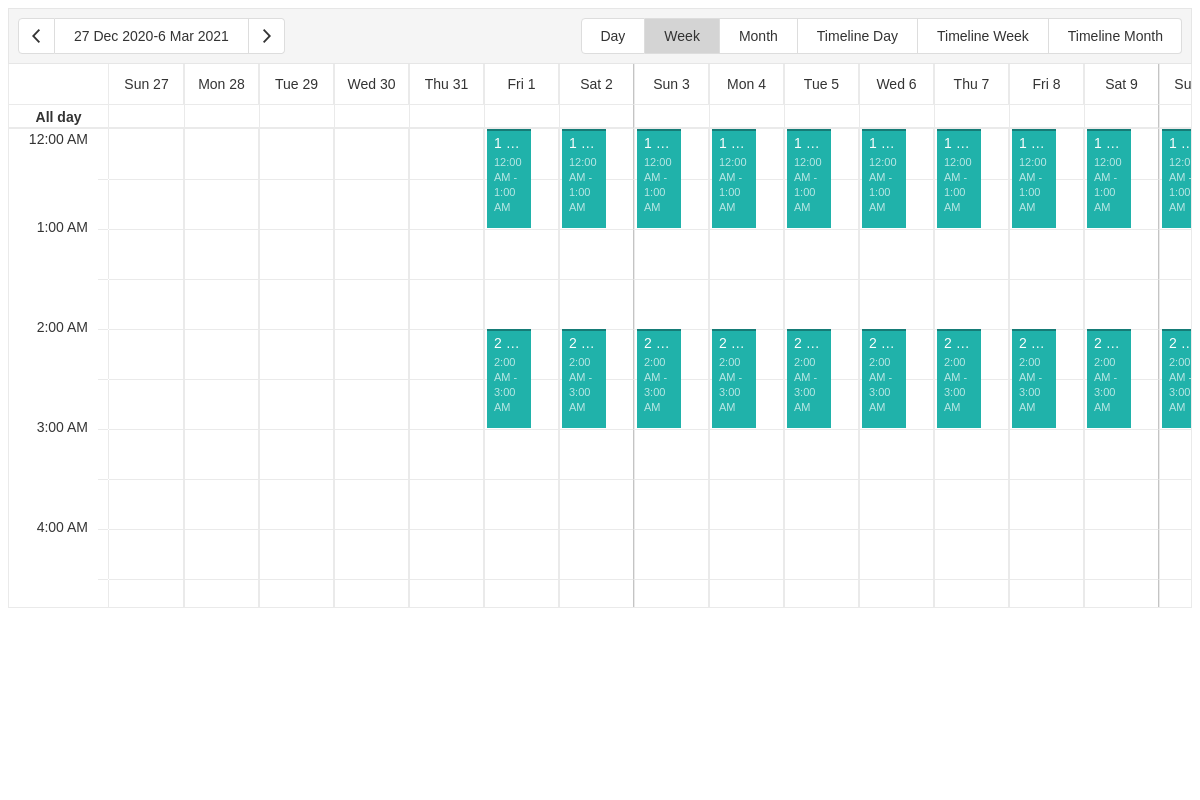 27 Dec 2020-6 Mar 2021 Day Week Month Timeline Day Timeline Week Timeline Month
Sun 27 Mon 28 Tue 29 Wed 30 Thu 31 Fri 1 Sat 2 Sun 3 Mon 4 Tue 5 Wed 6 Thu 7 Fri 8 Sat 9 Su
All day
12:00 AM 1 … 1 … 1 … 1 … 1 … 1 … 1 … 1 … 1 … 1 …
12:00 12:00 12:00 12:00 12:00 12:00 12:00 12:00 12:00 12:0
AM - AM - AM - AM - AM - AM - AM - AM - AM - AM -
1:00 1:00 1:00 1:00 1:00 1:00 1:00 1:00 1:00 1:00
AM AM AM AM AM AM AM AM AM AM
1:00 AM
2:00 AM 2 … 2 … 2 … 2 … 2 … 2 … 2 … 2 … 2 … 2 …
2:00 2:00 2:00 2:00 2:00 2:00 2:00 2:00 2:00 2:00
AM - AM - AM - AM - AM - AM - AM - AM - AM - AM -
3:00 3:00 3:00 3:00 3:00 3:00 3:00 3:00 3:00 3:00
AM AM AM AM AM AM AM AM AM AM
3:00 AM
4:00 AM